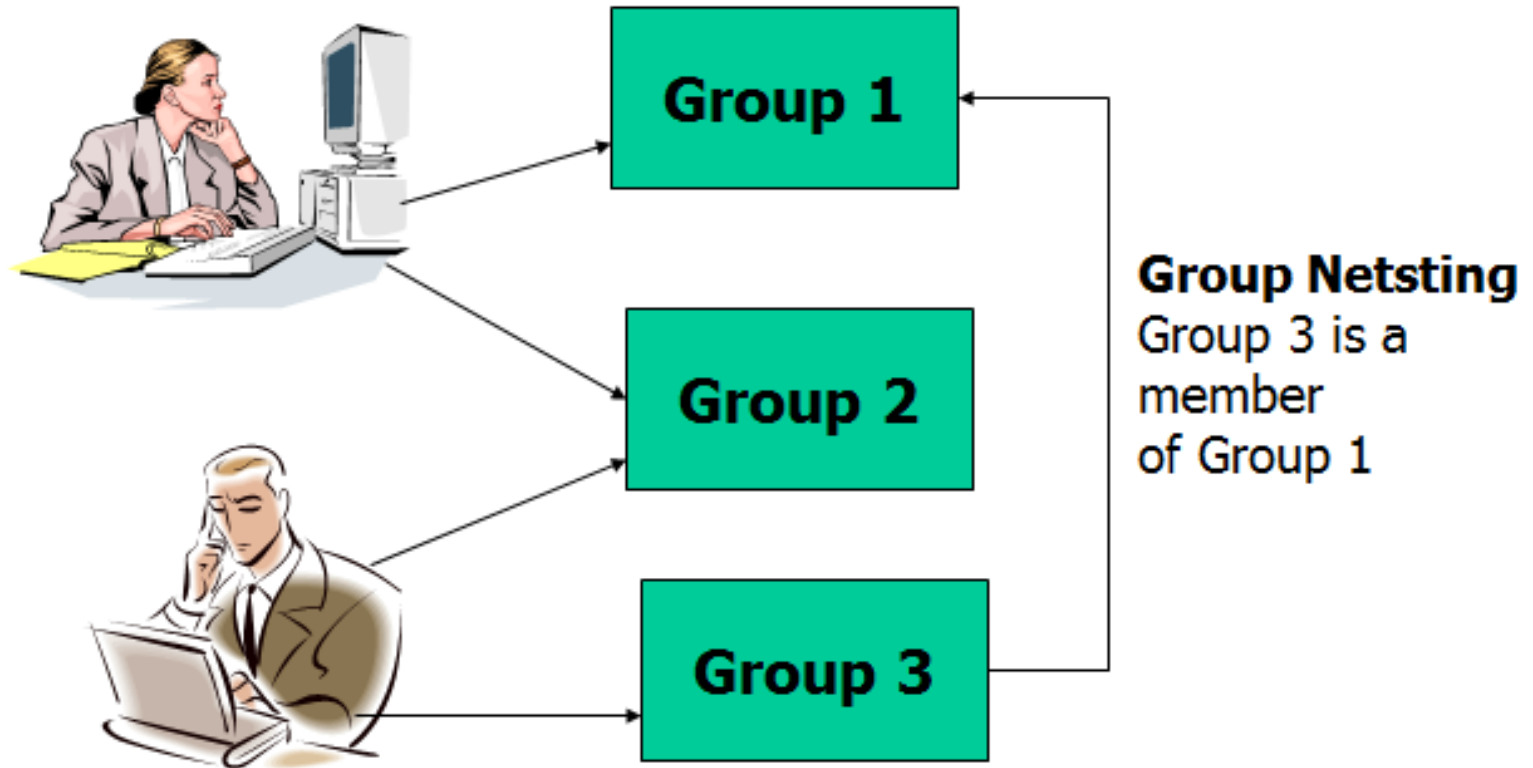 Group 1
Group 2
Group 3
Group Netsting
Group 3 is a
member
of Group 1